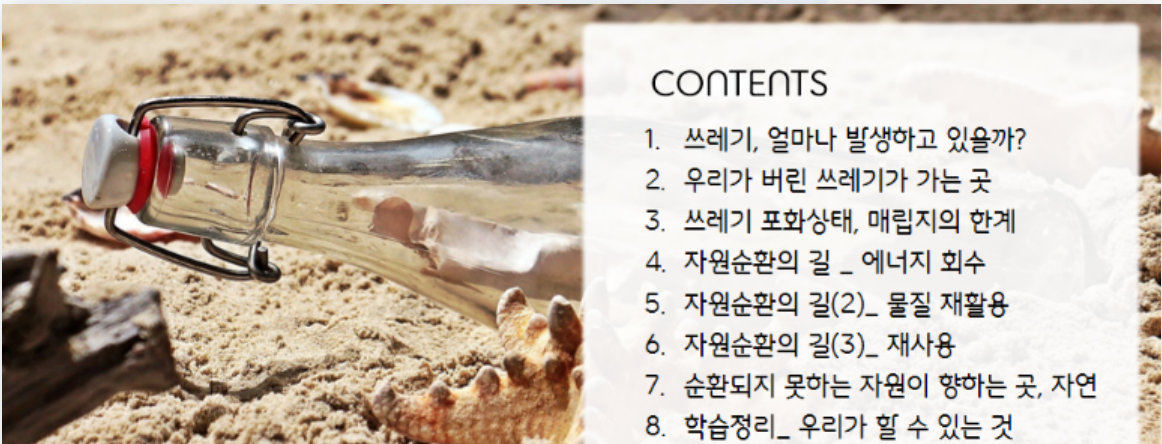 CONTENTS
1. 쓰레기, 얼마나 발생하고 있을까?
2. 우리가 버린 쓰레기가 가는 곳
3. 쓰레기 포화상태, 매립지의 한계
4. 자원순환의 길 _ 에너지 회수
5. 자원순환의 길(2)_ 물질 재활용
6. 자원순환의 길(3)_ 재사용
7. 순환되지 못하는 자원이 향하는 곳, 자연
8. 학습정리_ 우리가 할 수 있는 것